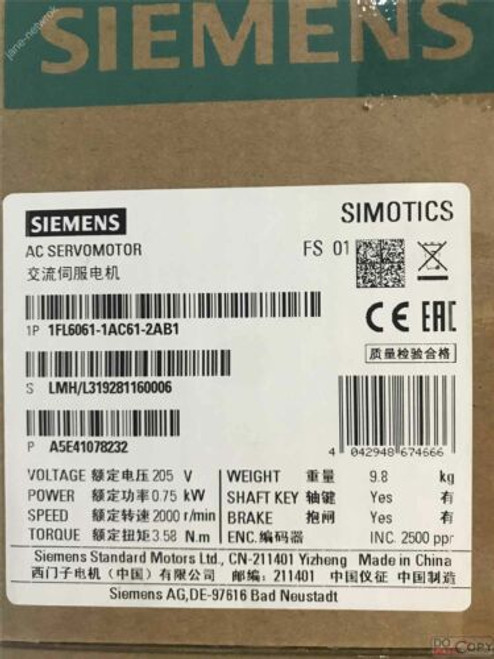 jane-network
SIEMENS
SIEMENS
SIMOTICS
AC SERVOMOTOR
FS 01
交流伺服电机
1P 1FL6061-1AC61-2AB1
CE EAC
质量检验合格
S LMH/L319281160006
P A5E41078232
4 042948 674666
VOLTAGE 额定电压 205 V
POWER 额定功率 0.75 kW
SPEED 额定转速 2000 r/min
TORQUE 额定扭矩 3.58 N.m
WEIGHT 重量 9.8 kg
SHAFT KEY 轴键 Yes 有
BRAKE 抱闸 Yes 有
ENC.编码器 INC. 2500 ppr
Siemens Standard Motors Ltd., CN-211401 Yizheng Made in China
西门子电机（中国）有限公司 邮编：211401 中国仪征 中国制造
Siemens AG,DE-97616 Bad Neustadt
COPY